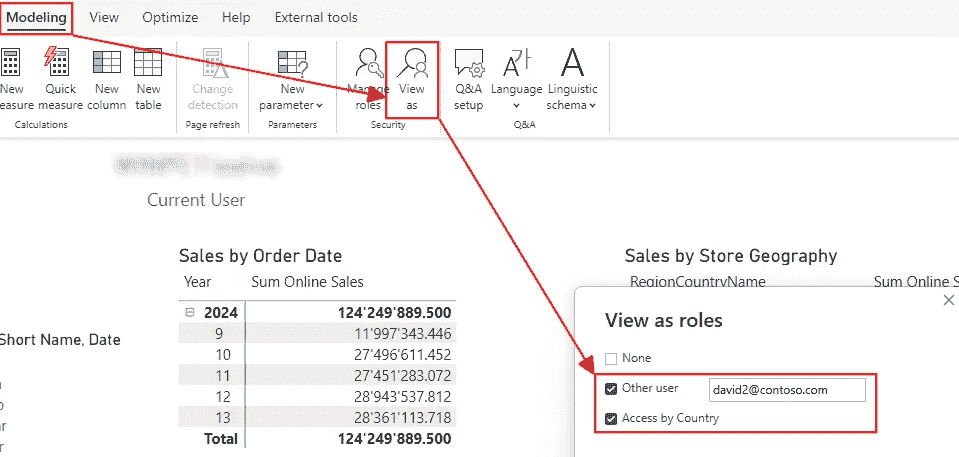 Modeling View Optimize Help External tools
New Quick New New Change New Manage View Q&A Language Linguistic
measure column table detection parameter roles as setup schema
Calculations Page refresh Parameters Security Q&A
Current User
Sales by Order Date
Year Sum Online Sales
2024 124'249'889.500
9 11'997'343.446
10 27'496'611.452
11 27'451'283.072
12 28'943'537.812
13 28'361'113.718
Total 124'249'889.500
Short Name, Date
Sales by Store Geography
RegionCountryName Sum Online S
View as roles
None
Other user david2@contoso.com
Access by Country